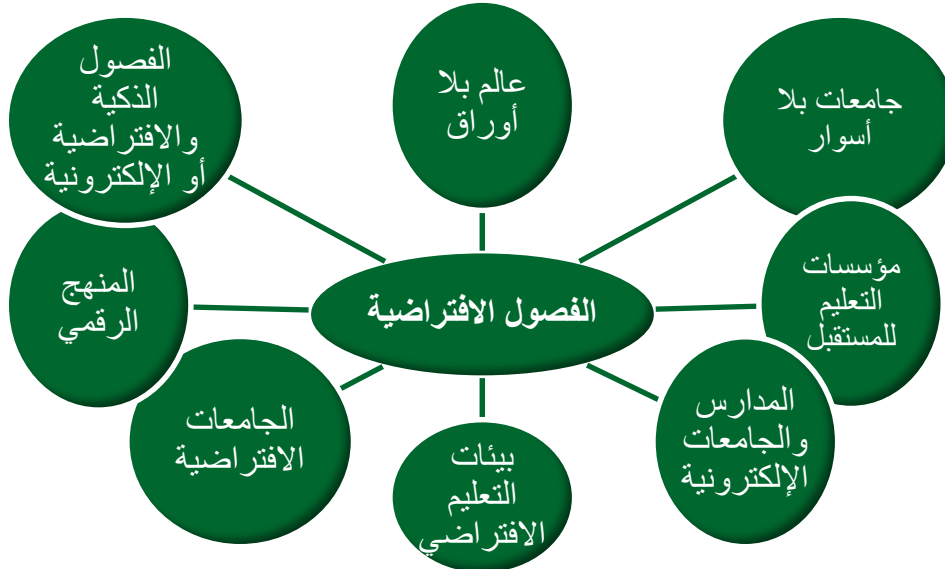 جامعات بلا
أسوار
عالم بلا
أوراق
الفصول
الذكية
والافتراضية
أو الإلكترونية
مؤسسات
التعليم
للمستقبل
الفصول الافتراضية
المنهج
الرقمي
المدارس
والجامعات
الإلكترونية
بيئات
التعليم
الافتراضي
الجامعات
الافتراضية